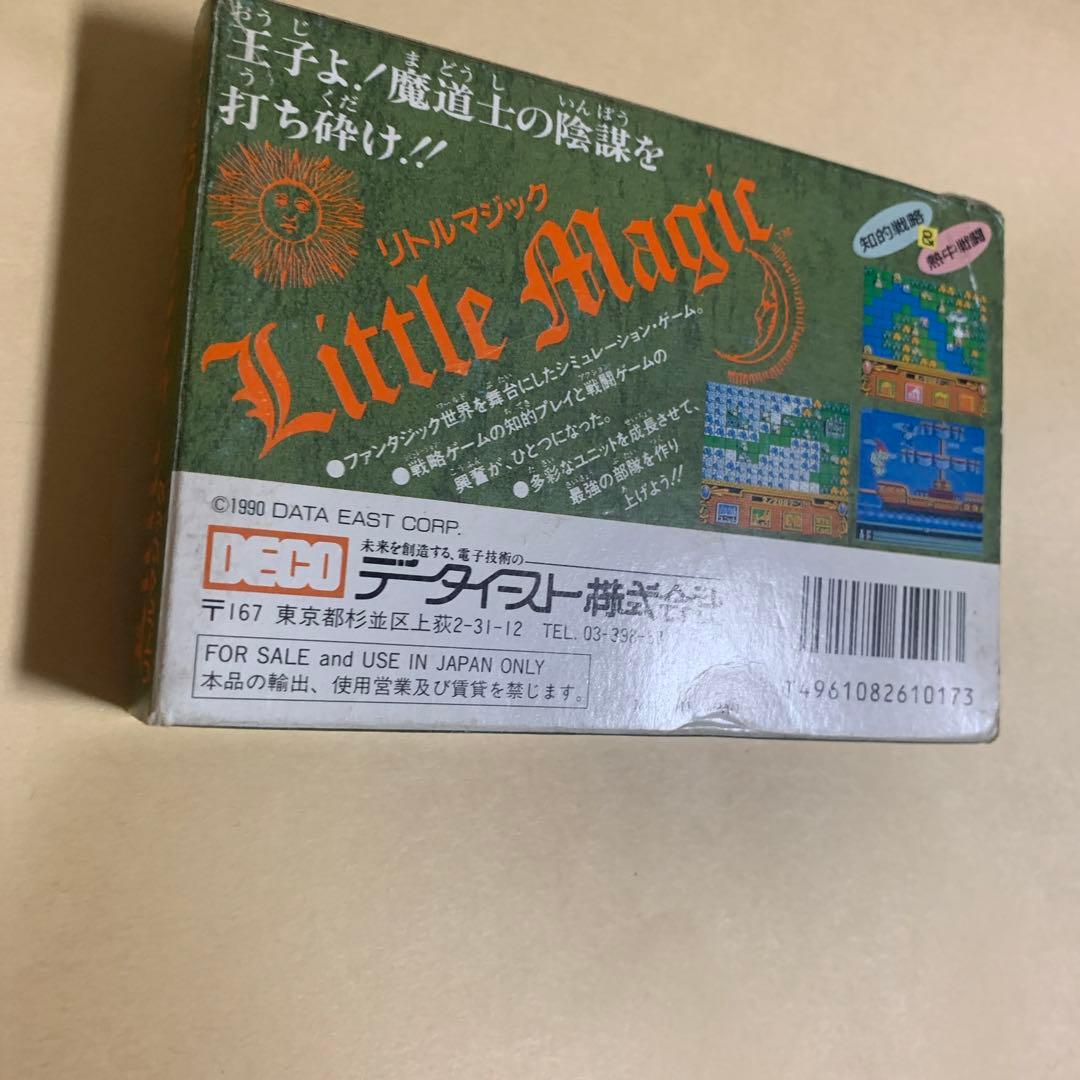 王子よ!魔道士の陰謀を
打ち砕け!!
リトルマジック
Little Magic
知的戦略
&
熱中戦闘
●ファンタジック世界を舞台にしたシミュレーション・ゲーム。
●戦略ゲームの知的プレイと戦闘ゲームの
興奮が、ひとつになった。
●多彩なユニットを成長させて、
最強の部隊を作り
上げよう!!
©1990 DATA EAST CORP.
DECO
未来を創造する、電子技術の
データイースト株式会社
〒167 東京都杉並区上荻2-31-12 TEL. 03-398-
FOR SALE and USE IN JAPAN ONLY
本品の輸出、使用営業及び賃貸を禁じます。
T4961082610173